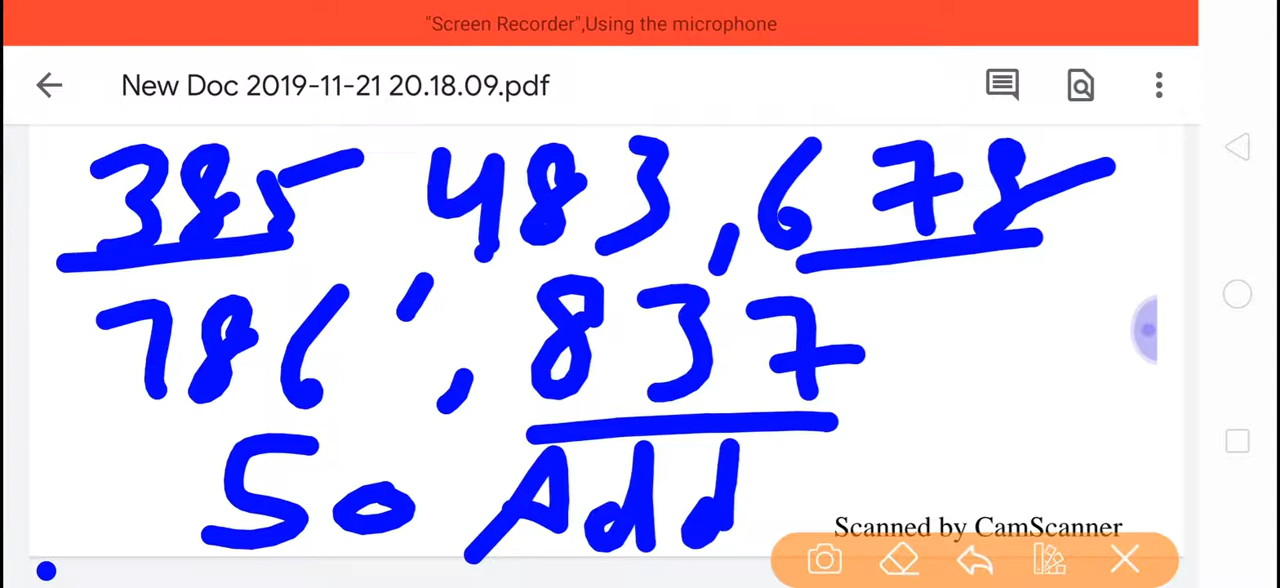 "Screen Recorder",Using the microphone
New Doc 2019-11-21 20.18.09.pdf
385 483,678
786,837
50 Add
Scanned by CamScanner